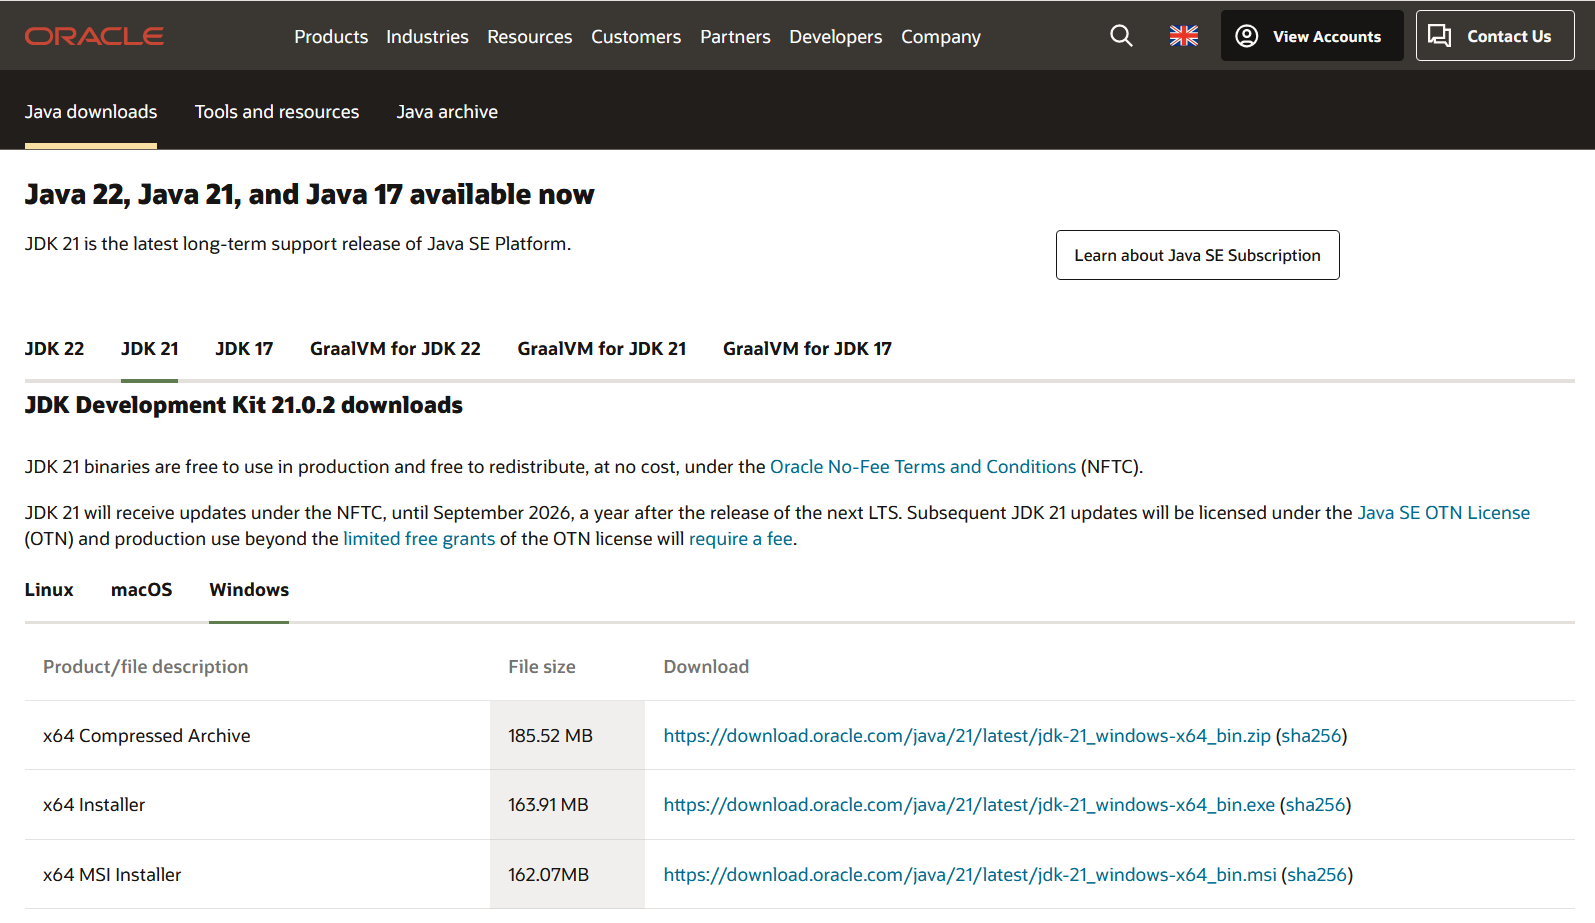 ORACLE Products Industries Resources Customers Partners Developers Company View Accounts Contact Us
Java downloads Tools and resources Java archive
Java 22, Java 21, and Java 17 available now
JDK 21 is the latest long-term support release of Java SE Platform.
Learn about Java SE Subscription
JDK 22 JDK 21 JDK 17 GraalVM for JDK 22 GraalVM for JDK 21 GraalVM for JDK 17
JDK Development Kit 21.0.2 downloads
JDK 21 binaries are free to use in production and free to redistribute, at no cost, under the Oracle No-Fee Terms and Conditions (NFTC).
JDK 21 will receive updates under the NFTC, until September 2026, a year after the release of the next LTS. Subsequent JDK 21 updates will be licensed under the Java SE OTN License
(OTN) and production use beyond the limited free grants of the OTN license will require a fee.
Linux macOS Windows
Product/file description File size Download
x64 Compressed Archive 185.52 MB https://download.oracle.com/java/21/latest/jdk-21_windows-x64_bin.zip (sha256)
x64 Installer 163.91 MB https://download.oracle.com/java/21/latest/jdk-21_windows-x64_bin.exe (sha256)
x64 MSI Installer 162.07MB https://download.oracle.com/java/21/latest/jdk-21_windows-x64_bin.msi (sha256)